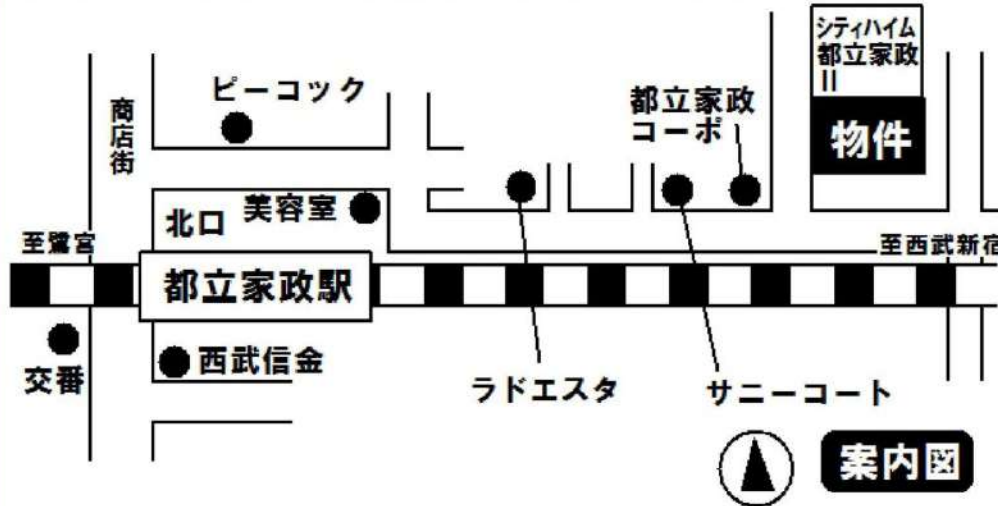 シティハイム
都立家政
II
物件
ピーコック
都立家政
コーポ
商店街
北口
美容室
至鷺宮
至西武新宿
都立家政駅
交番
西武信金
ラドエスタ
サニーコート
案内図